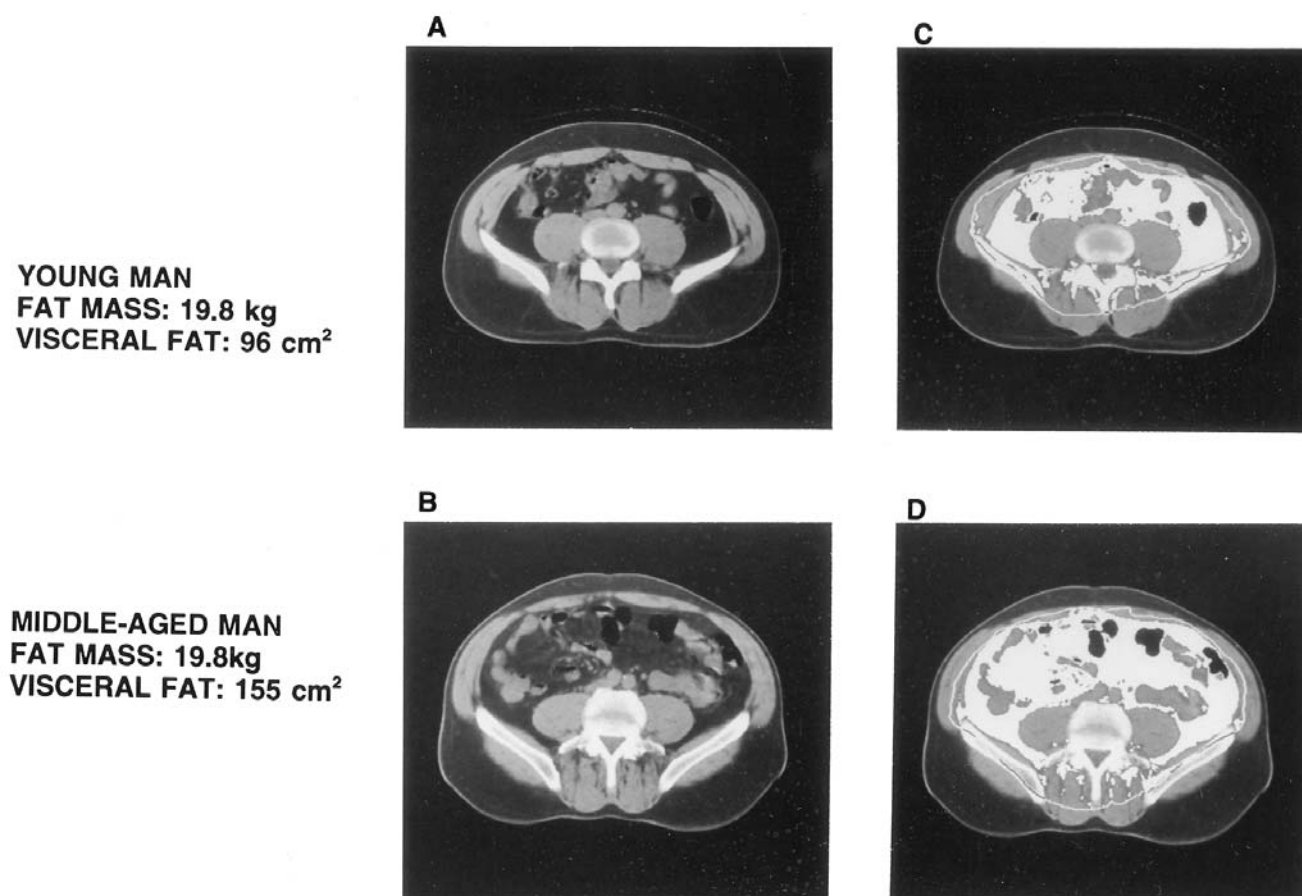 A
C
YOUNG MAN
FAT MASS: 19.8 kg
VISCERAL FAT: 96 cm²
B
D
MIDDLE-AGED MAN
FAT MASS: 19.8kg
VISCERAL FAT: 155 cm²